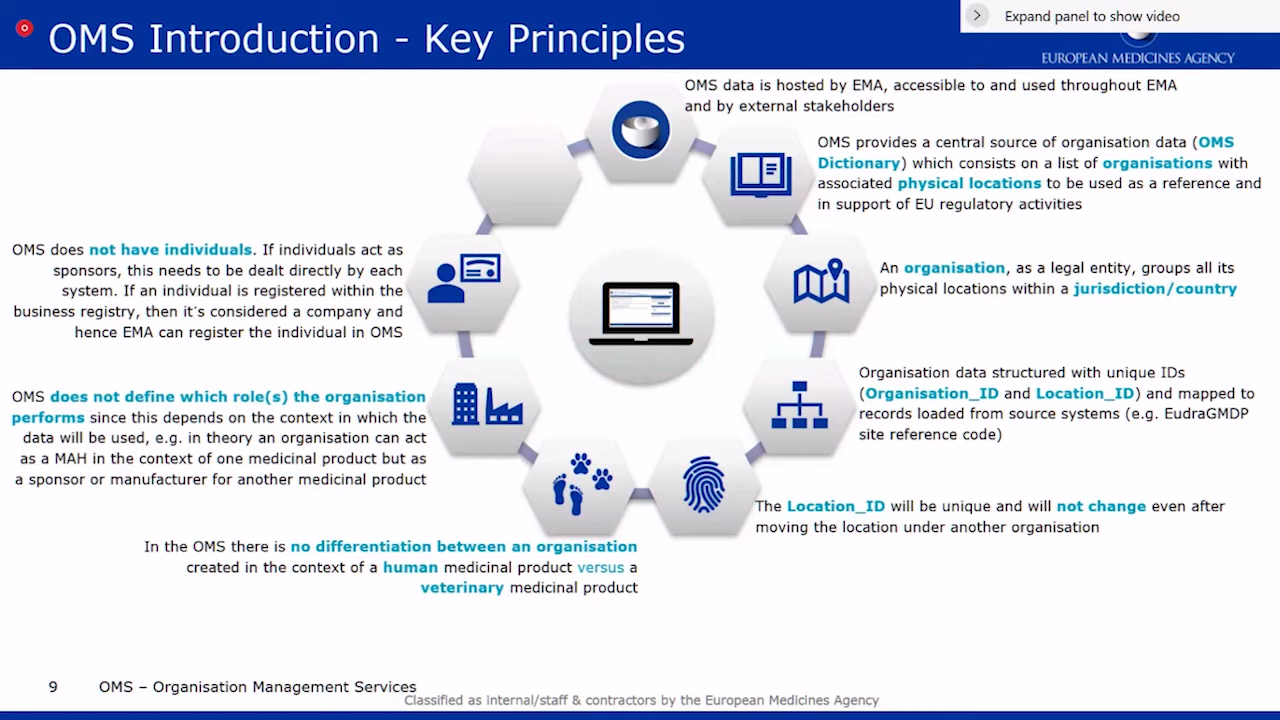 OMS Introduction - Key Principles
Expand panel to show video
EUROPEAN MEDICINES AGENCY
OMS data is hosted by EMA, accessible to and used throughout EMA
and by external stakeholders
OMS provides a central source of organisation data (OMS
Dictionary) which consists on a list of organisations with
associated physical locations to be used as a reference and
in support of EU regulatory activities
An organisation, as a legal entity, groups all its
physical locations within a jurisdiction/country
Organisation data structured with unique IDs
(Organisation_ID and Location_ID) and mapped to
records loaded from source systems (e.g. EudraGMDP
site reference code)
The Location_ID will be unique and will not change even after
moving the location under another organisation
In the OMS there is no differentiation between an organisation
created in the context of a human medicinal product versus a
veterinary medicinal product
OMS does not define which role(s) the organisation
performs since this depends on the context in which the
data will be used, e.g. in theory an organisation can act
as a MAH in the context of one medicinal product but as
a sponsor or manufacturer for another medicinal product
OMS does not have individuals. If individuals act as
sponsors, this needs to be dealt directly by each
system. If an individual is registered within the
business registry, then it´s considered a company and
hence EMA can register the individual in OMS
9 OMS – Organisation Management Services
Classified as internal/staff & contractors by the European Medicines Agency